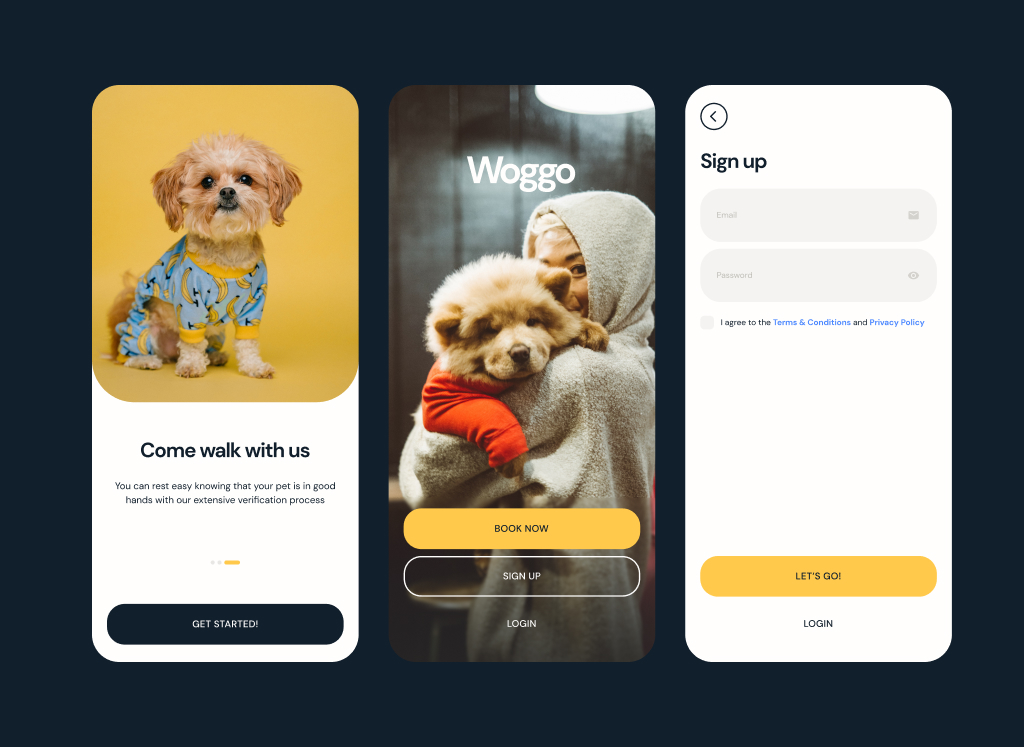 Come walk with us
You can rest easy knowing that your pet is in good
hands with our extensive verification process
GET STARTED!
Woggo
BOOK NOW
SIGN UP
LOGIN
Sign up
Email
Password
I agree to the Terms & Conditions and Privacy Policy
LET'S GO!
LOGIN